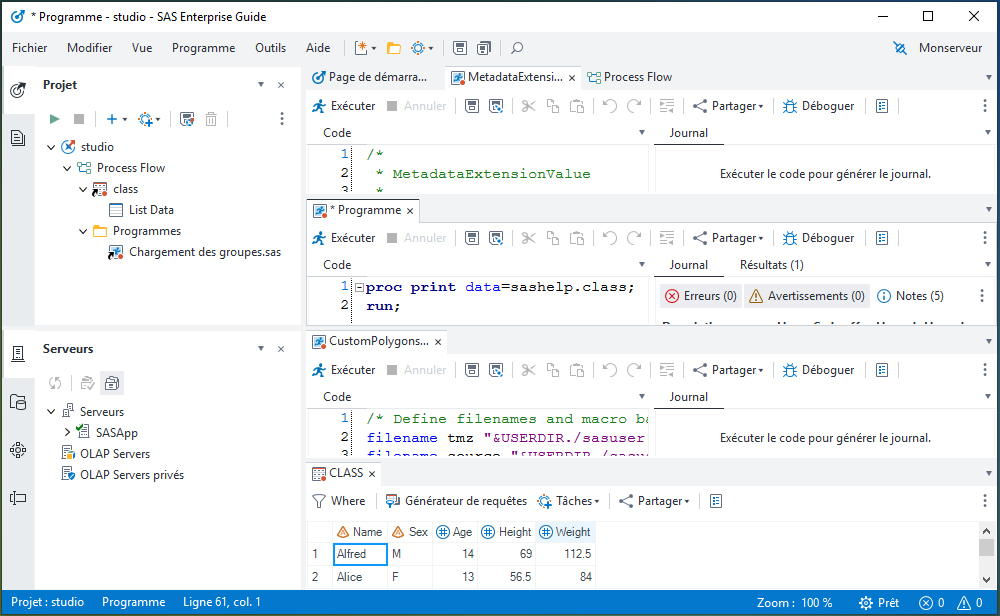 * Programme - studio - SAS Enterprise Guide
Fichier Modifier Vue Programme Outils Aide Monserveur
Projet
studio
Process Flow
class
List Data
Programmes
Chargement des groupes.sas
Serveurs
Serveurs
SASApp
OLAP Servers
OLAP Servers privés
Page de démarra... MetadataExtensi... Process Flow
Exécuter Annuler Partager Déboguer
Code Journal
1 /*
2 * MetadataExtensionValue
3 *
Exécuter le code pour générer le journal.
* Programme
Exécuter Annuler Partager Déboguer
Code Journal Résultats (1)
1 proc print data=sashelp.class;
2 run;
Erreurs (0) Avertissements (0) Notes (5)
CustomPolygons...
Exécuter Annuler Partager Déboguer
Code Journal
1 /* Define filenames and macro ba
2 filename tmz "&USERDIR./sasuser
3 filename source "&USERDIR./sasu
Exécuter le code pour générer le journal.
CLASS
Where Générateur de requêtes Tâches Partager
Name Sex Age Height Weight
1 Alfred M 14 69 112.5
2 Alice F 13 56.5 84
Projet : studio Programme Ligne 61, col. 1 Zoom : 100 % Prêt 0 0